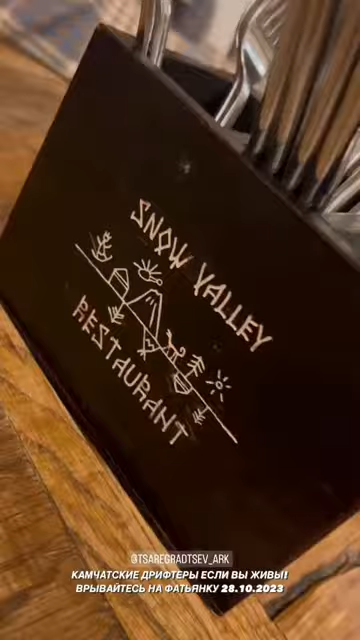 SNOW VALLEY
RESTAURANT
@TSAREGRADTSEV_ARK
КАМЧАТСКИЕ ДРИФТЕРЫ ЕСЛИ ВЫ ЖИВЫ!
ВРЫВАЙТЕСЬ НА ФАТЬЯНКУ 28.10.2023